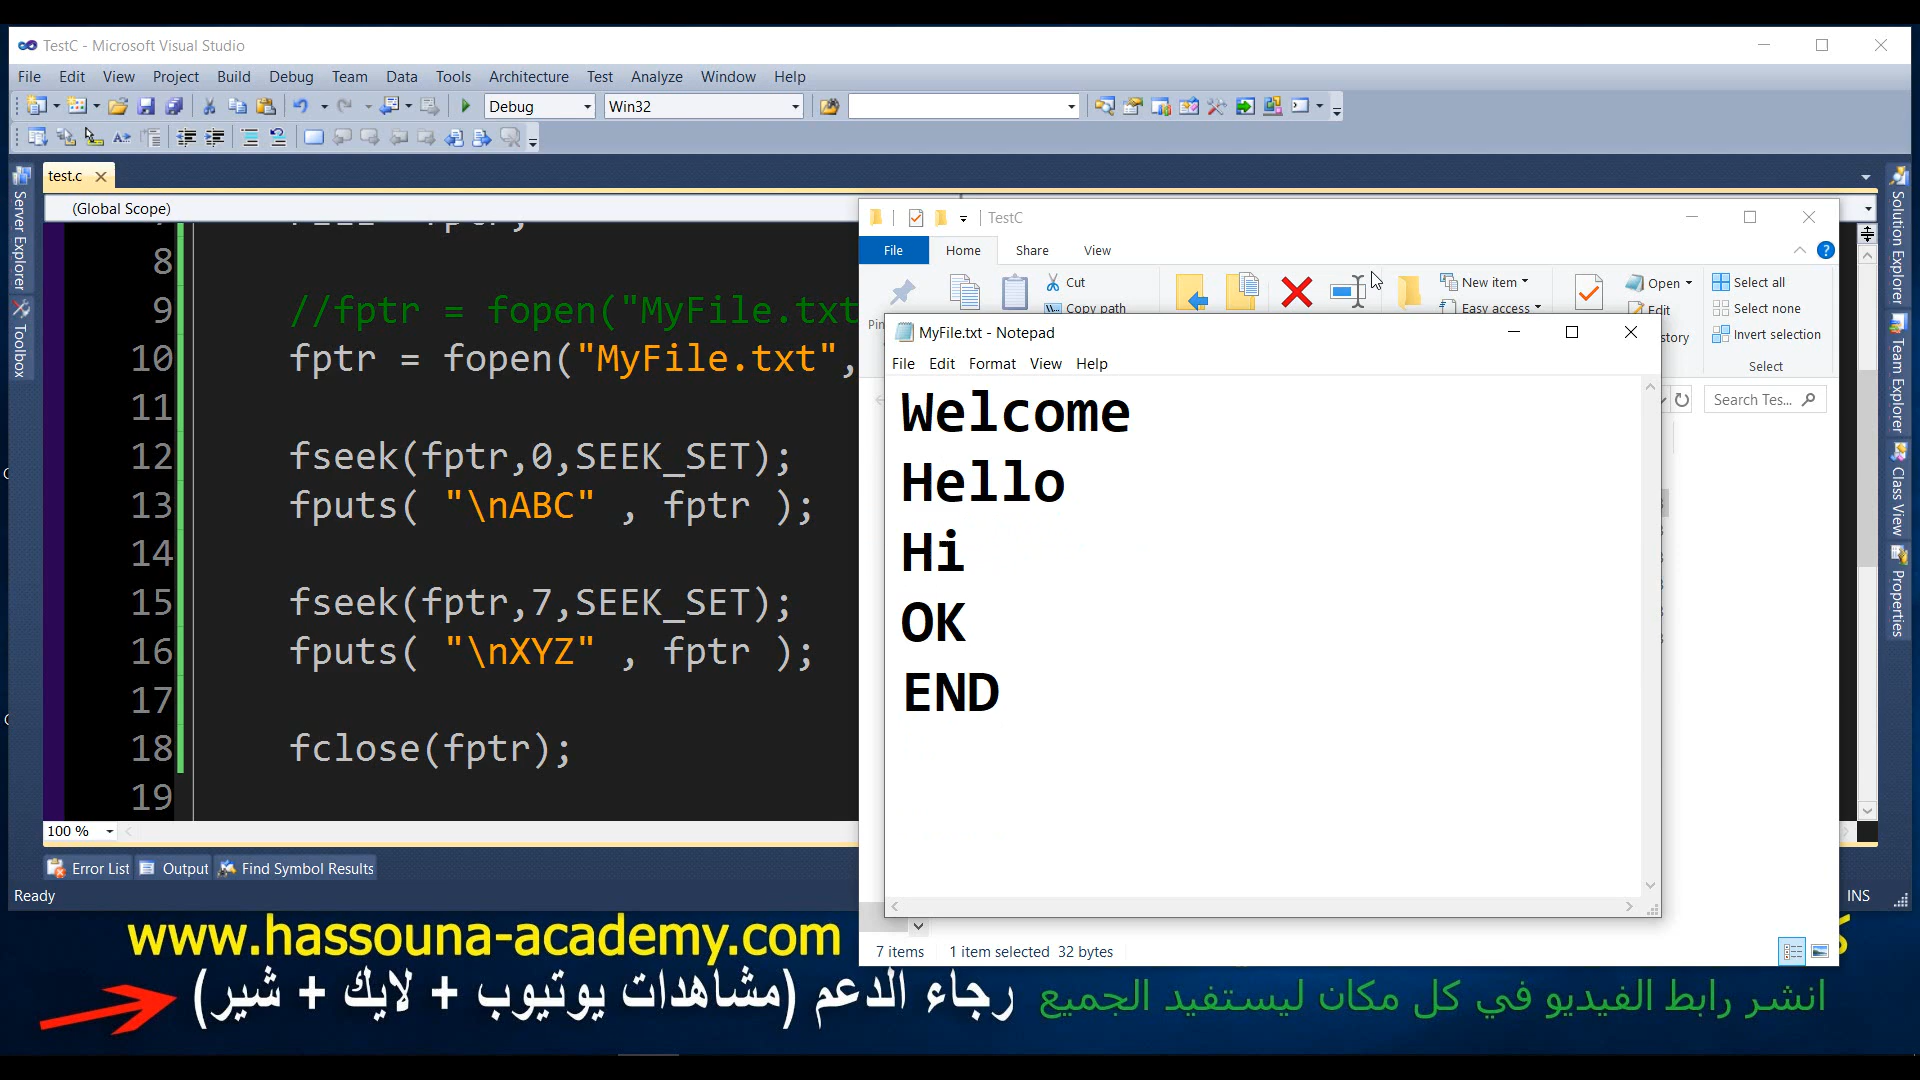 TestC - Microsoft Visual Studio
File Edit View Project Build Debug Team Data Tools Architecture Test Analyze Window Help
Debug Win32
test.c
(Global Scope)
Server Explorer
Toolbox
8
9 //fptr = fopen("MyFile.txt
10 fptr = fopen("MyFile.txt",
11
12 fseek(fptr,0,SEEK_SET);
13 fputs( "\nABC" , fptr );
14
15 fseek(fptr,7,SEEK_SET);
16 fputs( "\nXYZ" , fptr );
17
18 fclose(fptr);
19
100 %
Error List Output Find Symbol Results
Ready
INS
Solution Explorer
Team Explorer
Class View
Properties
TestC
File Home Share View
Cut
Copy path
New item
Easy access
Open
Edit
Select all
Select none
Invert selection
Select
Search Tes...
MyFile.txt - Notepad
File Edit Format View Help
Welcome
Hello
Hi
OK
END
7 items 1 item selected 32 bytes
www.hassouna-academy.com
رجاء الدعم (مشاهدات يوتيوب + لايك + شير)
انشر رابط الفيديو في كل مكان ليستفيد الجميع